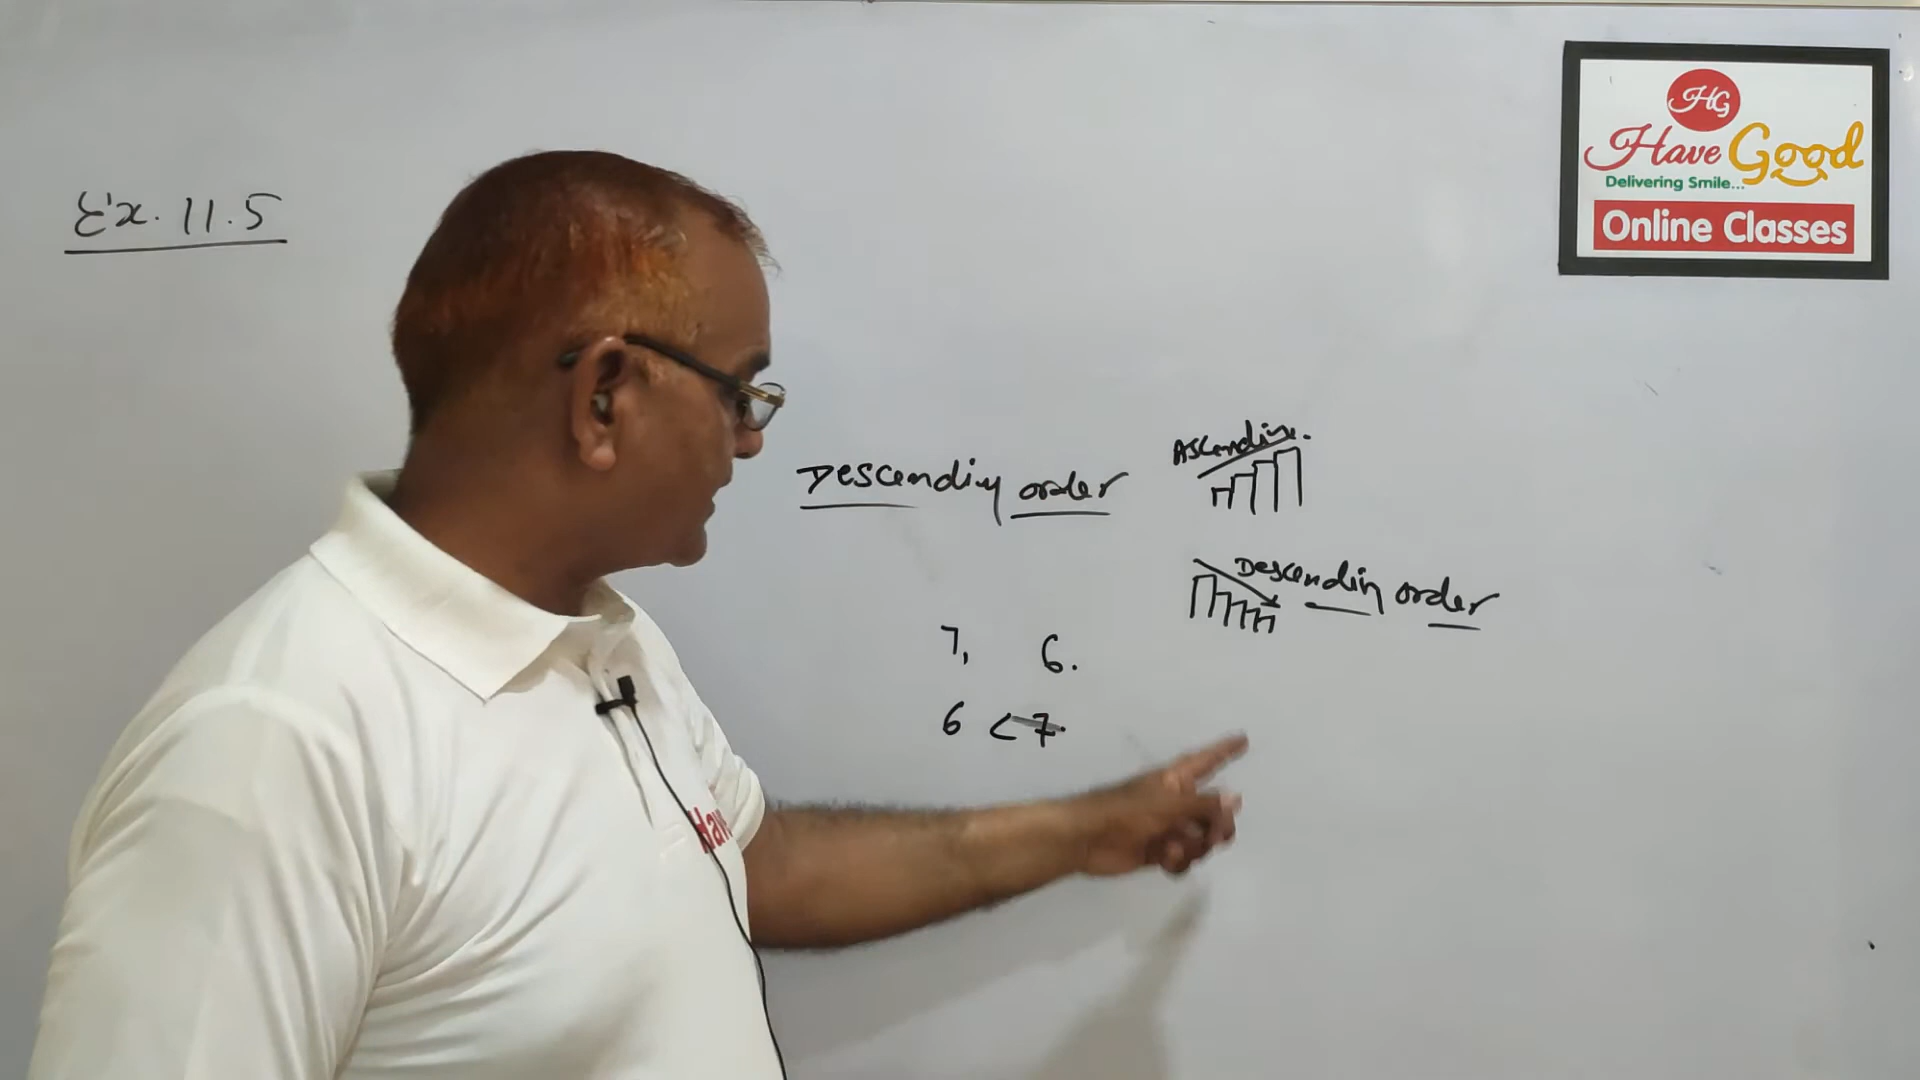 Ex. 11.5
HG
Have Good
Delivering Smile...
Online Classes
Descending order
Ascending.
Descending order
7, 6.
6 < 7.
Hav